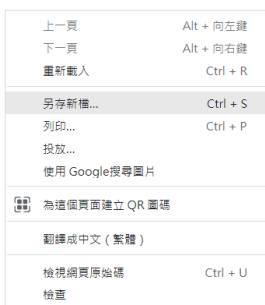 上一頁 Alt + 向左鍵
下一頁 Alt + 向右鍵
重新載入 Ctrl + R
另存新檔... Ctrl + S
列印... Ctrl + P
投放...
使用 Google搜尋圖片
為這個頁面建立 QR 圖碼
翻譯成中文（繁體）
檢視網頁原始碼 Ctrl + U
檢查